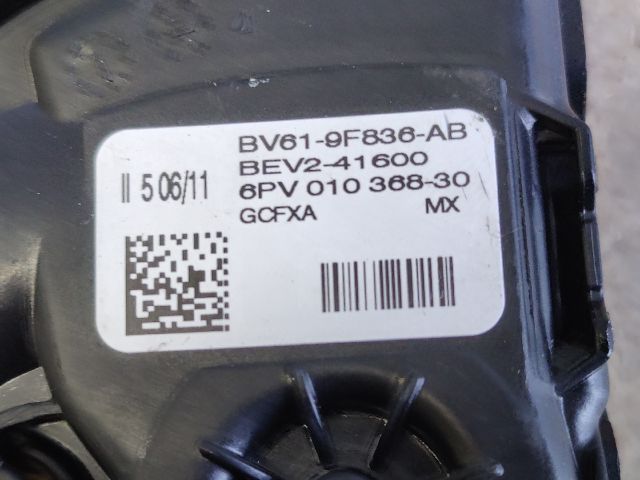 BV61-9F836-AB
BEV2-41600
II 5 06/11 6PV 010 368-30
GCFXA MX